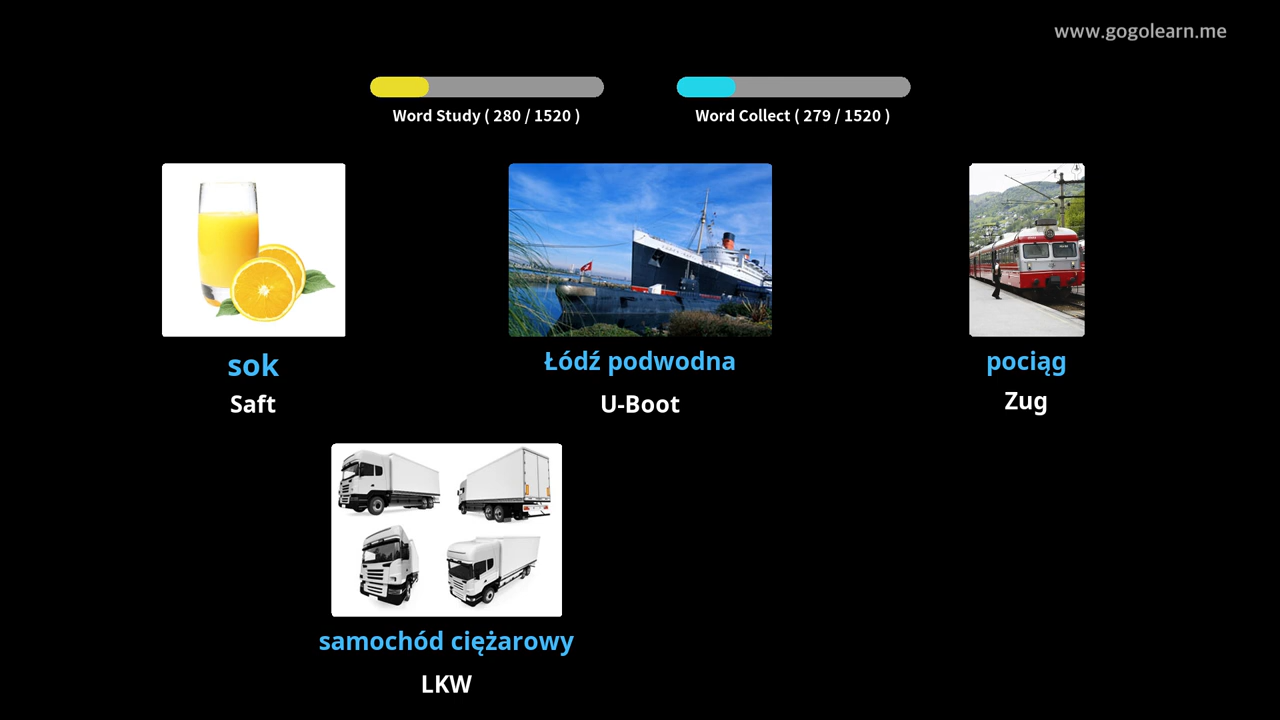 www.gogolearn.me
Word Study ( 280 / 1520 )
Word Collect ( 279 / 1520 )
sok
Saft
Łódź podwodna
U-Boot
pociąg
Zug
samochód ciężarowy
LKW